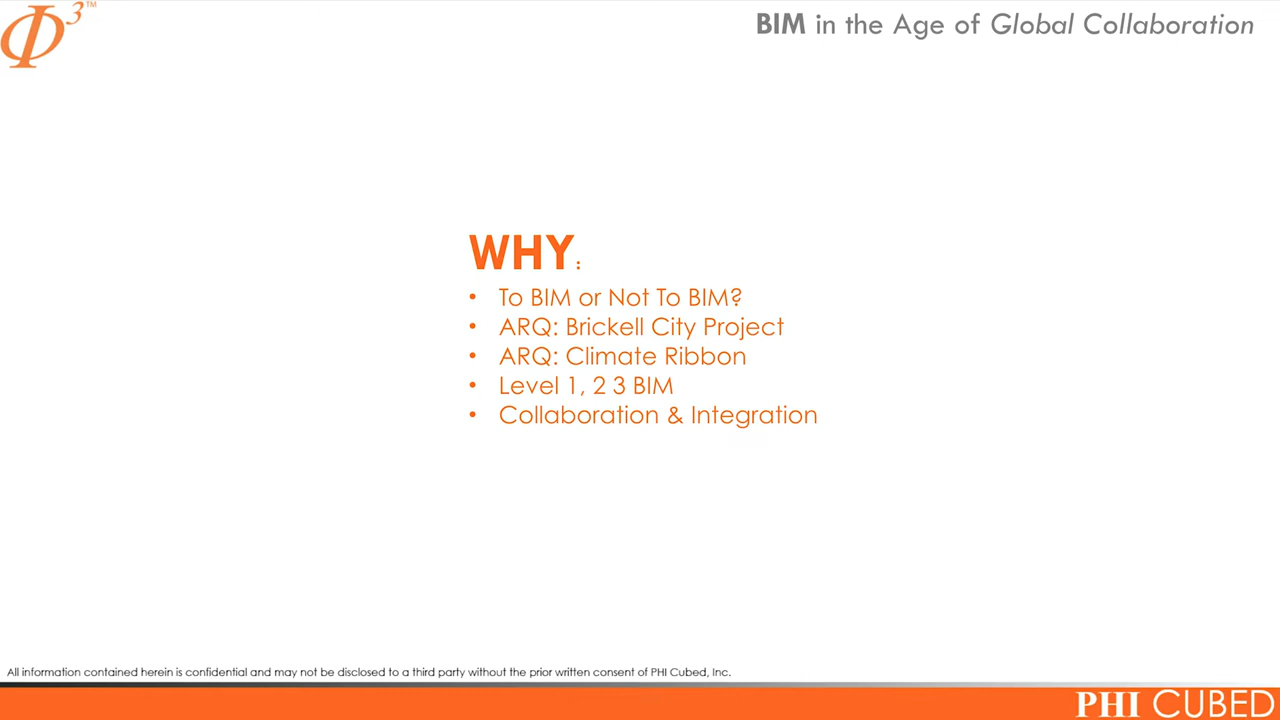 Φ3™
BIM in the Age of Global Collaboration
WHY:
• To BIM or Not To BIM?
• ARQ: Brickell City Project
• ARQ: Climate Ribbon
• Level 1, 2 3 BIM
• Collaboration & Integration
All information contained herein is confidential and may not be disclosed to a third party without the prior written consent of PHI Cubed, Inc.
PHI CUBED